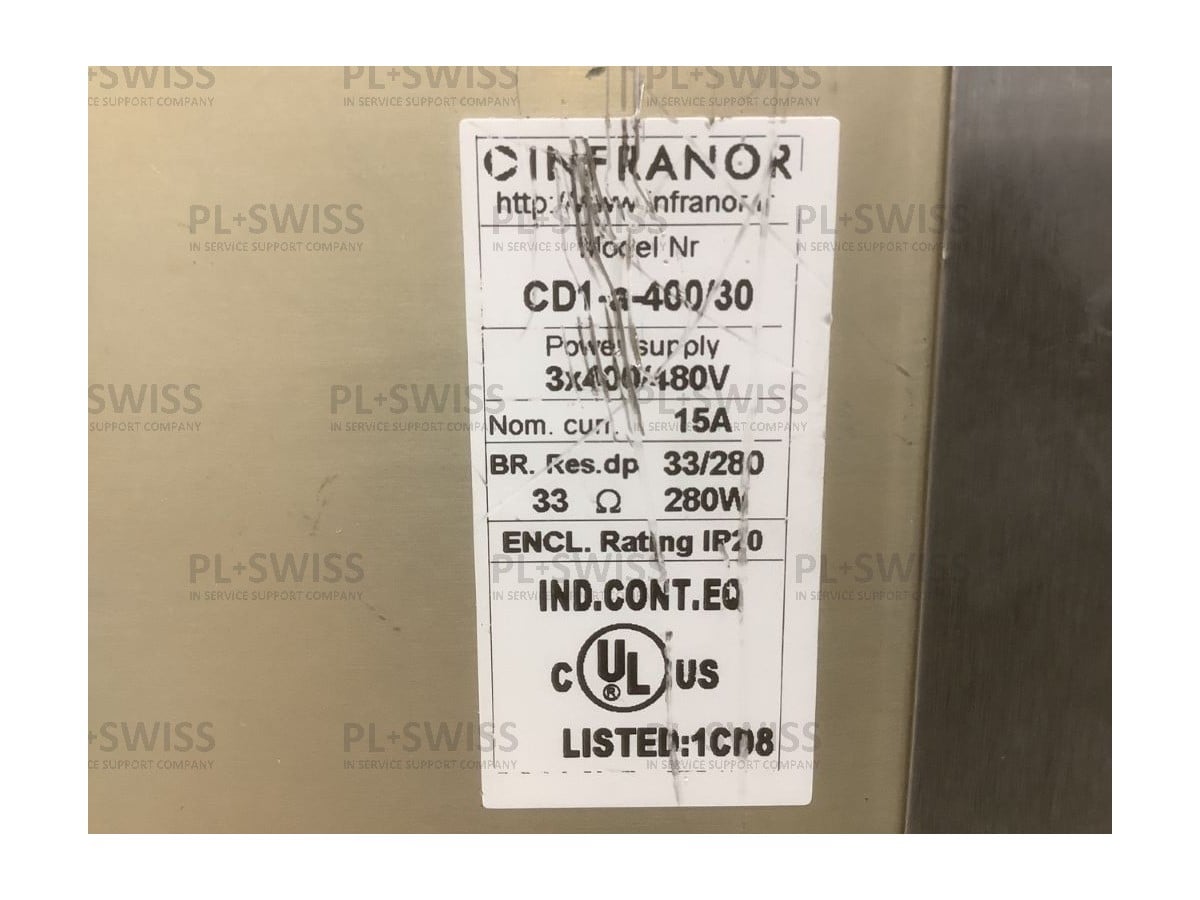 INFRANOR
http://www.infranor.fr
Model Nr
CD1-a-400/30
Power supply
3x400/480V
Nom. curr. 15A
BR. Res.dp 33/280
33 Ω 280W
ENCL. Rating IP20
IND.CONT.EQ
C UL® US
LISTED:1CD8
PL+SWISS
IN SERVICE SUPPORT COMPANY